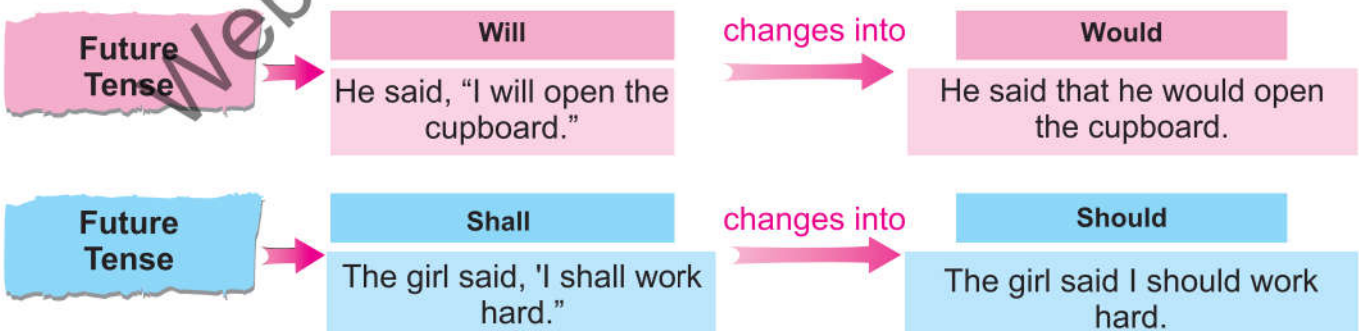 Future
Tense
Will
He said, “I will open the
cupboard.”
changes into
Would
He said that he would open
the cupboard.
Future
Tense
Shall
The girl said, 'I shall work
hard.”
changes into
Should
The girl said I should work
hard.
Web